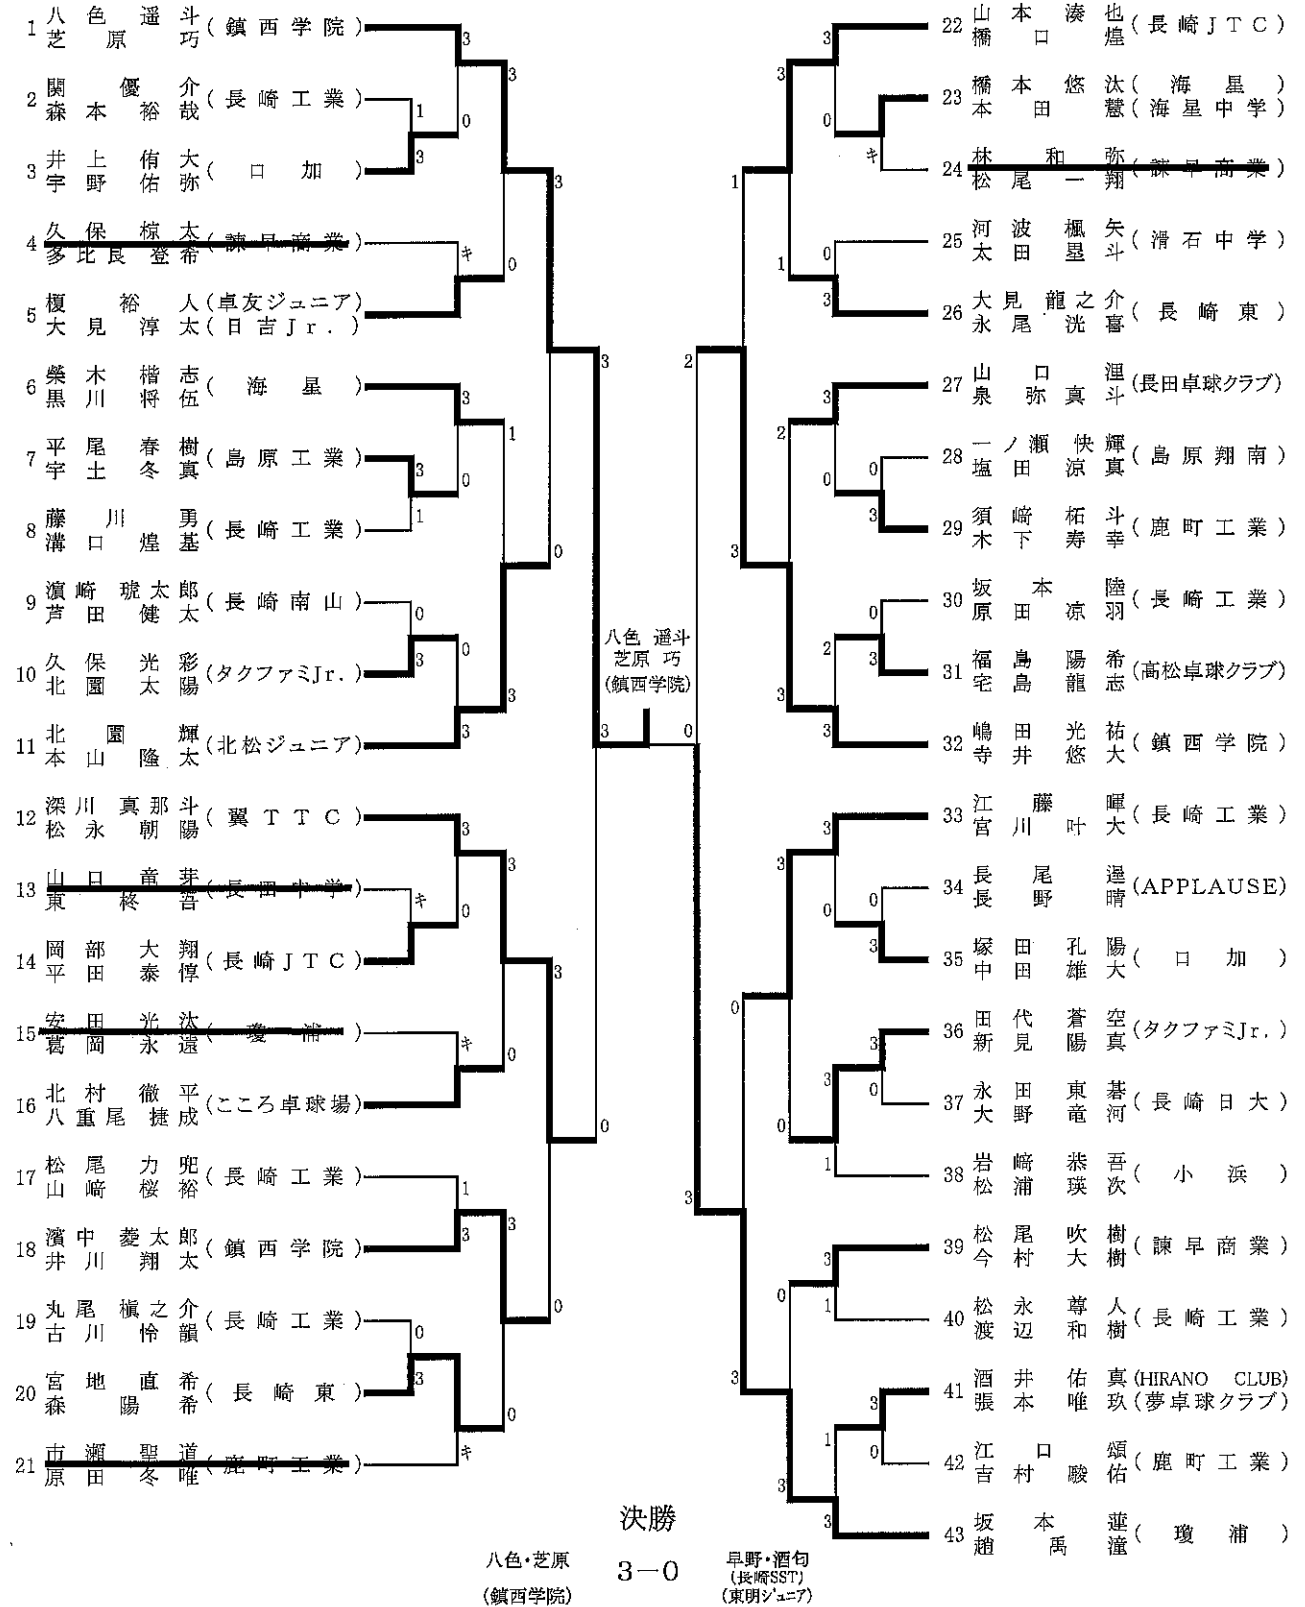 1 八色 遥斗 (鎮西学院)
芝原 巧
2 関 優介 (長崎工業)
森本 裕哉
3 井上 侑大 (口加)
宇野 佑弥
4 久保 椋太 (諫早商業)
多比良 登希
5 榎 裕人 (卓友ジュニア)
大見 淳太 (日吉Jr.)
6 榮木 楷志 (海星)
黒川 将伍
7 平尾 春樹 (島原工業)
宇土 冬真
8 藤川 勇 (長崎工業)
溝口 煌基
9 濵崎 琥太郎 (長崎南山)
芦田 健太
10 久保 光彩 (タクファミJr.)
北園 太陽
11 北園 輝 (北松ジュニア)
本山 隆太
12 深川 真那斗 (翼TTC)
松永 朝陽
13 山口 竜芽 (長田中学)
東 柊吾
14 岡部 大翔 (長崎JTC)
平田 泰惇
15 安田 光汰 (瓊浦)
葛岡 永遠
16 北村 徹平 (こころ卓球場)
八重尾 捷成
17 松尾 力兜 (長崎工業)
山﨑 桜裕
18 濱中 菱太郎 (鎮西学院)
井川 翔太
19 丸尾 槇之介 (長崎工業)
古川 怜韻
20 宮地 直希 (長崎東)
森 陽希
21 市瀬 聖道 (鹿町工業)
原田 冬唯
八色 遥斗
芝原 巧
(鎮西学院)
22 山本 湊也 (長崎JTC)
橋口 煌
23 橋本 悠汰 (海星)
本田 慧 (海星中学)
24 林 和弥 (諫早商業)
松尾 一翔
25 河波 楓矢 (滑石中学)
太田 塁斗
26 大見 龍之介 (長崎東)
永尾 洸喜
27 山口 浬 (長田卓球クラブ)
泉 弥真斗
28 一ノ瀬 快輝 (島原翔南)
塩田 涼真
29 須﨑 柘斗 (鹿町工業)
木下 寿幸
30 坂本 陸 (長崎工業)
原田 凉羽
31 福島 陽希 (高松卓球クラブ)
宅島 龍志
32 嶋田 光祐 (鎮西学院)
寺井 悠大
33 江藤 暉 (長崎工業)
宮川 叶大
34 長尾 逞 (APPLAUSE)
長野 晴
35 塚田 孔陽 (口加)
中田 雄大
36 田代 蒼空 (タクファミJr.)
新見 陽真
37 永田 東碁 (長崎日大)
大野 竜河
38 岩﨑 恭吾 (小浜)
松浦 瑛次
39 松尾 吹樹 (諫早商業)
今村 大樹
40 松永 尊人 (長崎工業)
渡辺 和樹
41 酒井 佑真 (HIRANO CLUB)
張本 唯玖 (夢卓球クラブ)
42 江口 頌 (鹿町工業)
吉村 駿佑
43 坂本 蓮 (瓊浦)
趙 禹潼
決勝
八色・芝原 3－0 早野・酒匂
(鎮西学院) (長崎SST)
(東明ジュニア)